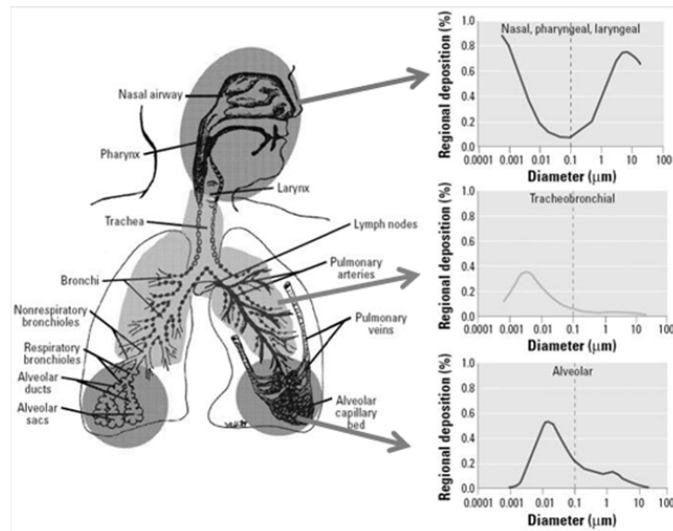 Nasal airway
Pharynx
Larynx
Trachea
Lymph nodes
Bronchi
Pulmonary
arteries
Nonrespiratory
bronchioles
Pulmonary
veins
Respiratory
bronchioles
Alveolar
ducts
Alveolar
sacs
Alveolar
capillary
bed
Regional deposition (%)
Nasal, pharyngeal, laryngeal
1.0
0.8
0.6
0.4
0.2
0.0
0.0001 0.001 0.01 0.1 1 10 100
Diameter (μm)
Regional deposition (%)
Tracheobronchial
1.0
0.8
0.6
0.4
0.2
0.0
0.0001 0.001 0.01 0.1 1 10 100
Diameter (μm)
Regional deposition (%)
Alveolar
1.0
0.8
0.6
0.4
0.2
0.0
0.0001 0.001 0.01 0.1 1 10 100
Diameter (μm)